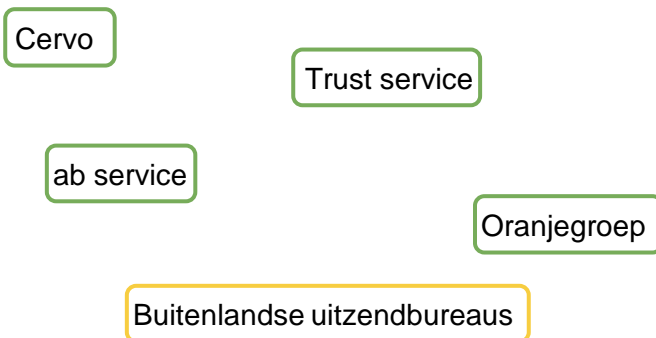 Cervo
Trust service
ab service
Oranjegroep
Buitenlandse uitzendbureaus